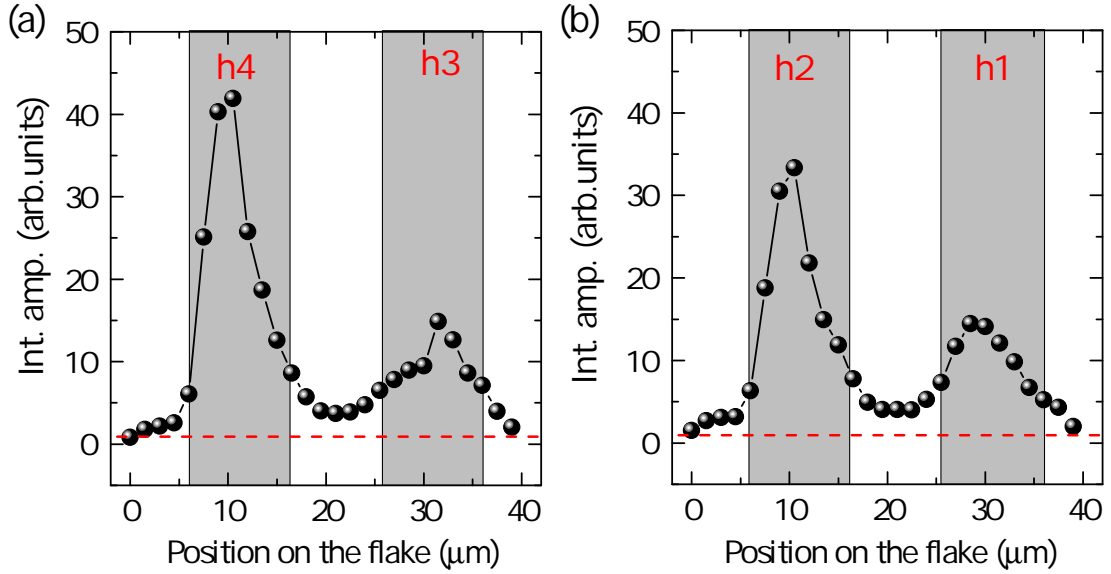 (a)
h4
h3
Int. amp. (arb.units)
50
40
30
20
10
0
0 10 20 30 40
Position on the flake (μm)
(b)
h2
h1
Int. amp. (arb.units)
50
40
30
20
10
0
0 10 20 30 40
Position on the flake (μm)